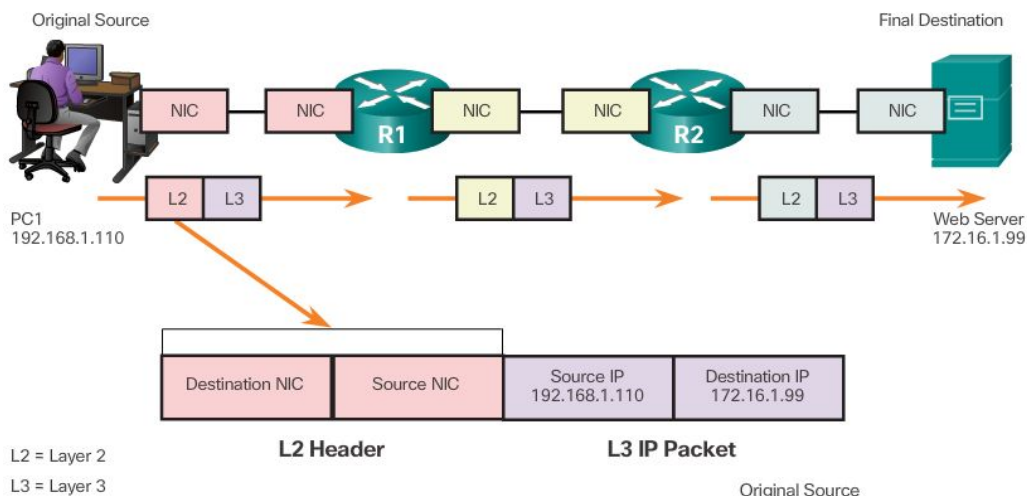 Original Source
Final Destination
NIC
NIC
R1
NIC
NIC
R2
NIC
NIC
L2 L3
L2 L3
L2 L3
PC1
192.168.1.110
Web Server
172.16.1.99
Destination NIC
Source NIC
Source IP
192.168.1.110
Destination IP
172.16.1.99
L2 Header
L3 IP Packet
L2 = Layer 2
L3 = Layer 3
Original Source